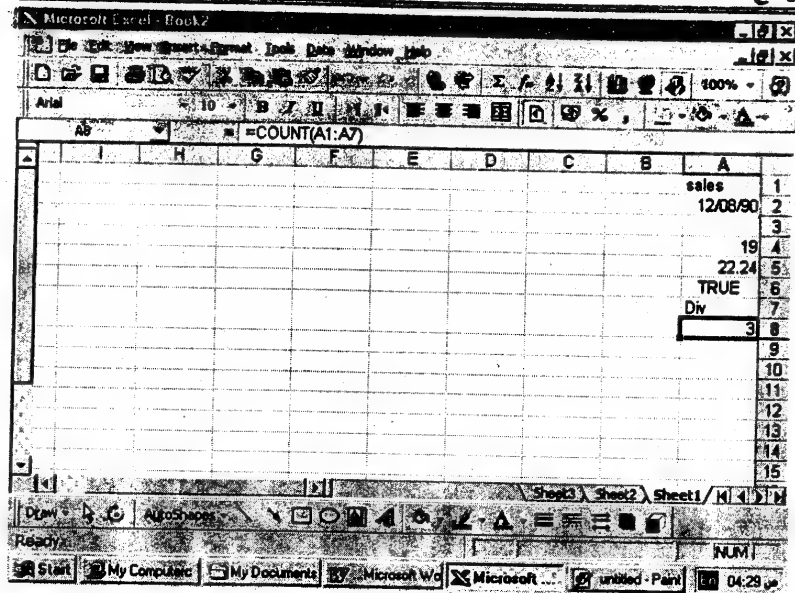 Microsoft Excel - Book2
File Edit View Insert Format Tools Data Window Help
100%
Arial 10 B I U
A8 = =COUNT(A1:A7)
I H G F E D C B A
sales 1
12/08/90 2
3
19 4
22.24 5
TRUE 6
Div 7
3 8
9
10
11
12
13
14
15
Sheet3 Sheet2 Sheet1
Draw AutoShapes
Ready NUM
Start My Computer My Documents Microsoft Wo Microsoft ... untitled - Paint 04:29 ص